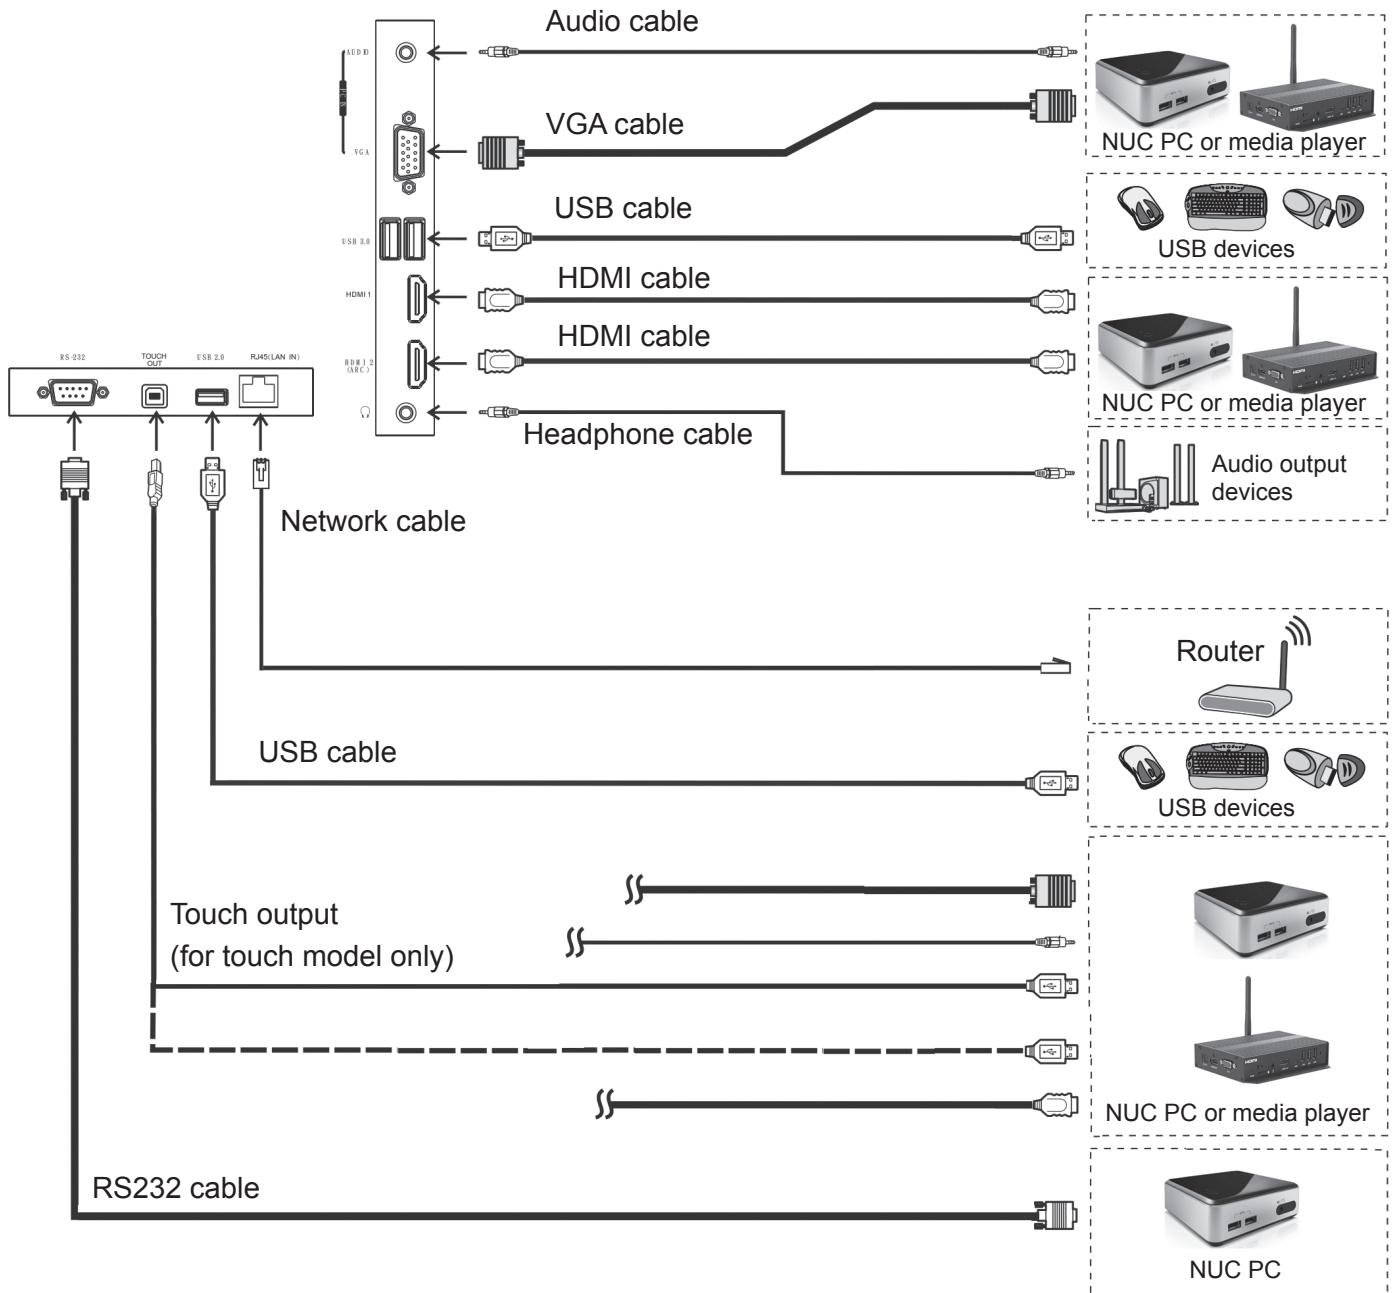 Audio cable
AUDIO
PC IN
VGA cable
VGA
NUC PC or media player
USB cable
USB 3.0
USB devices
HDMI cable
HDMI 1
HDMI cable
HDMI 2
(ARC)
NUC PC or media player
RS-232
TOUCH
OUT
USB 2.0
RJ45(LAN IN)
Headphone cable
Audio output
devices
Network cable
Router
USB cable
USB devices
Touch output
(for touch model only)
NUC PC or media player
RS232 cable
NUC PC